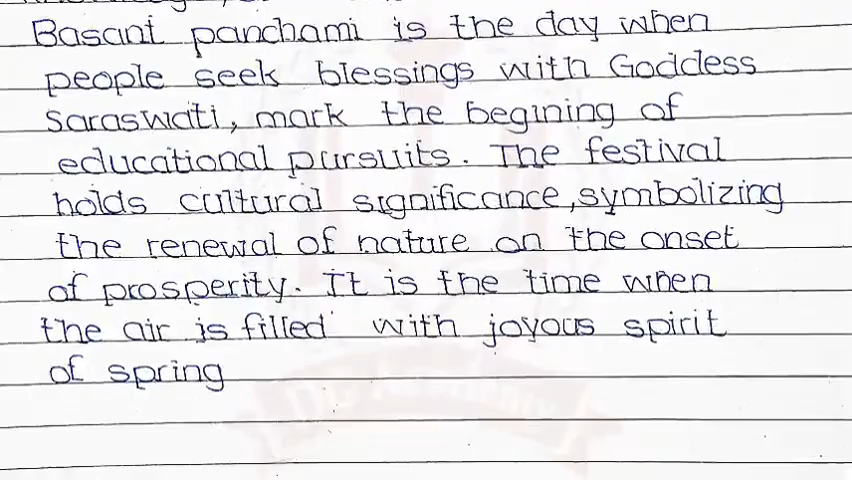 Basant panchami is the day when
people seek blessings with Goddess
Saraswati, mark the begining of
educational pursuits. The festival
holds cultural significance, symbolizing
the renewal of nature on the onset
of prosperity. It is the time when
the air is filled with joyous spirit
of spring